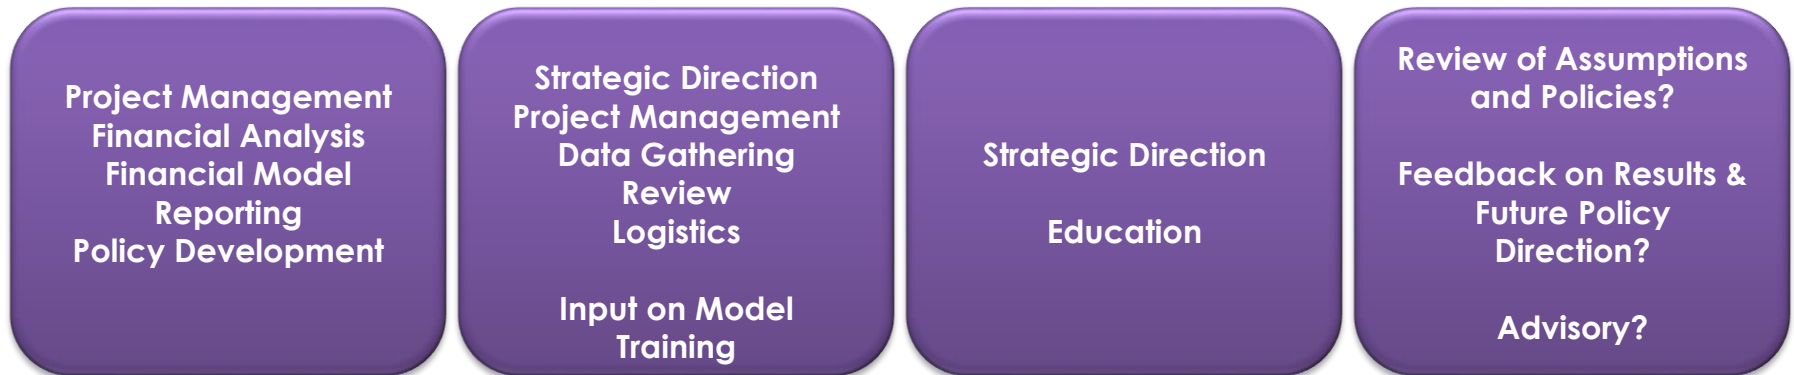 Project Management
Financial Analysis
Financial Model
Reporting
Policy Development
Strategic Direction
Project Management
Data Gathering
Review
Logistics
Input on Model
Training
Strategic Direction
Education
Review of Assumptions
and Policies?
Feedback on Results &
Future Policy
Direction?
Advisory?